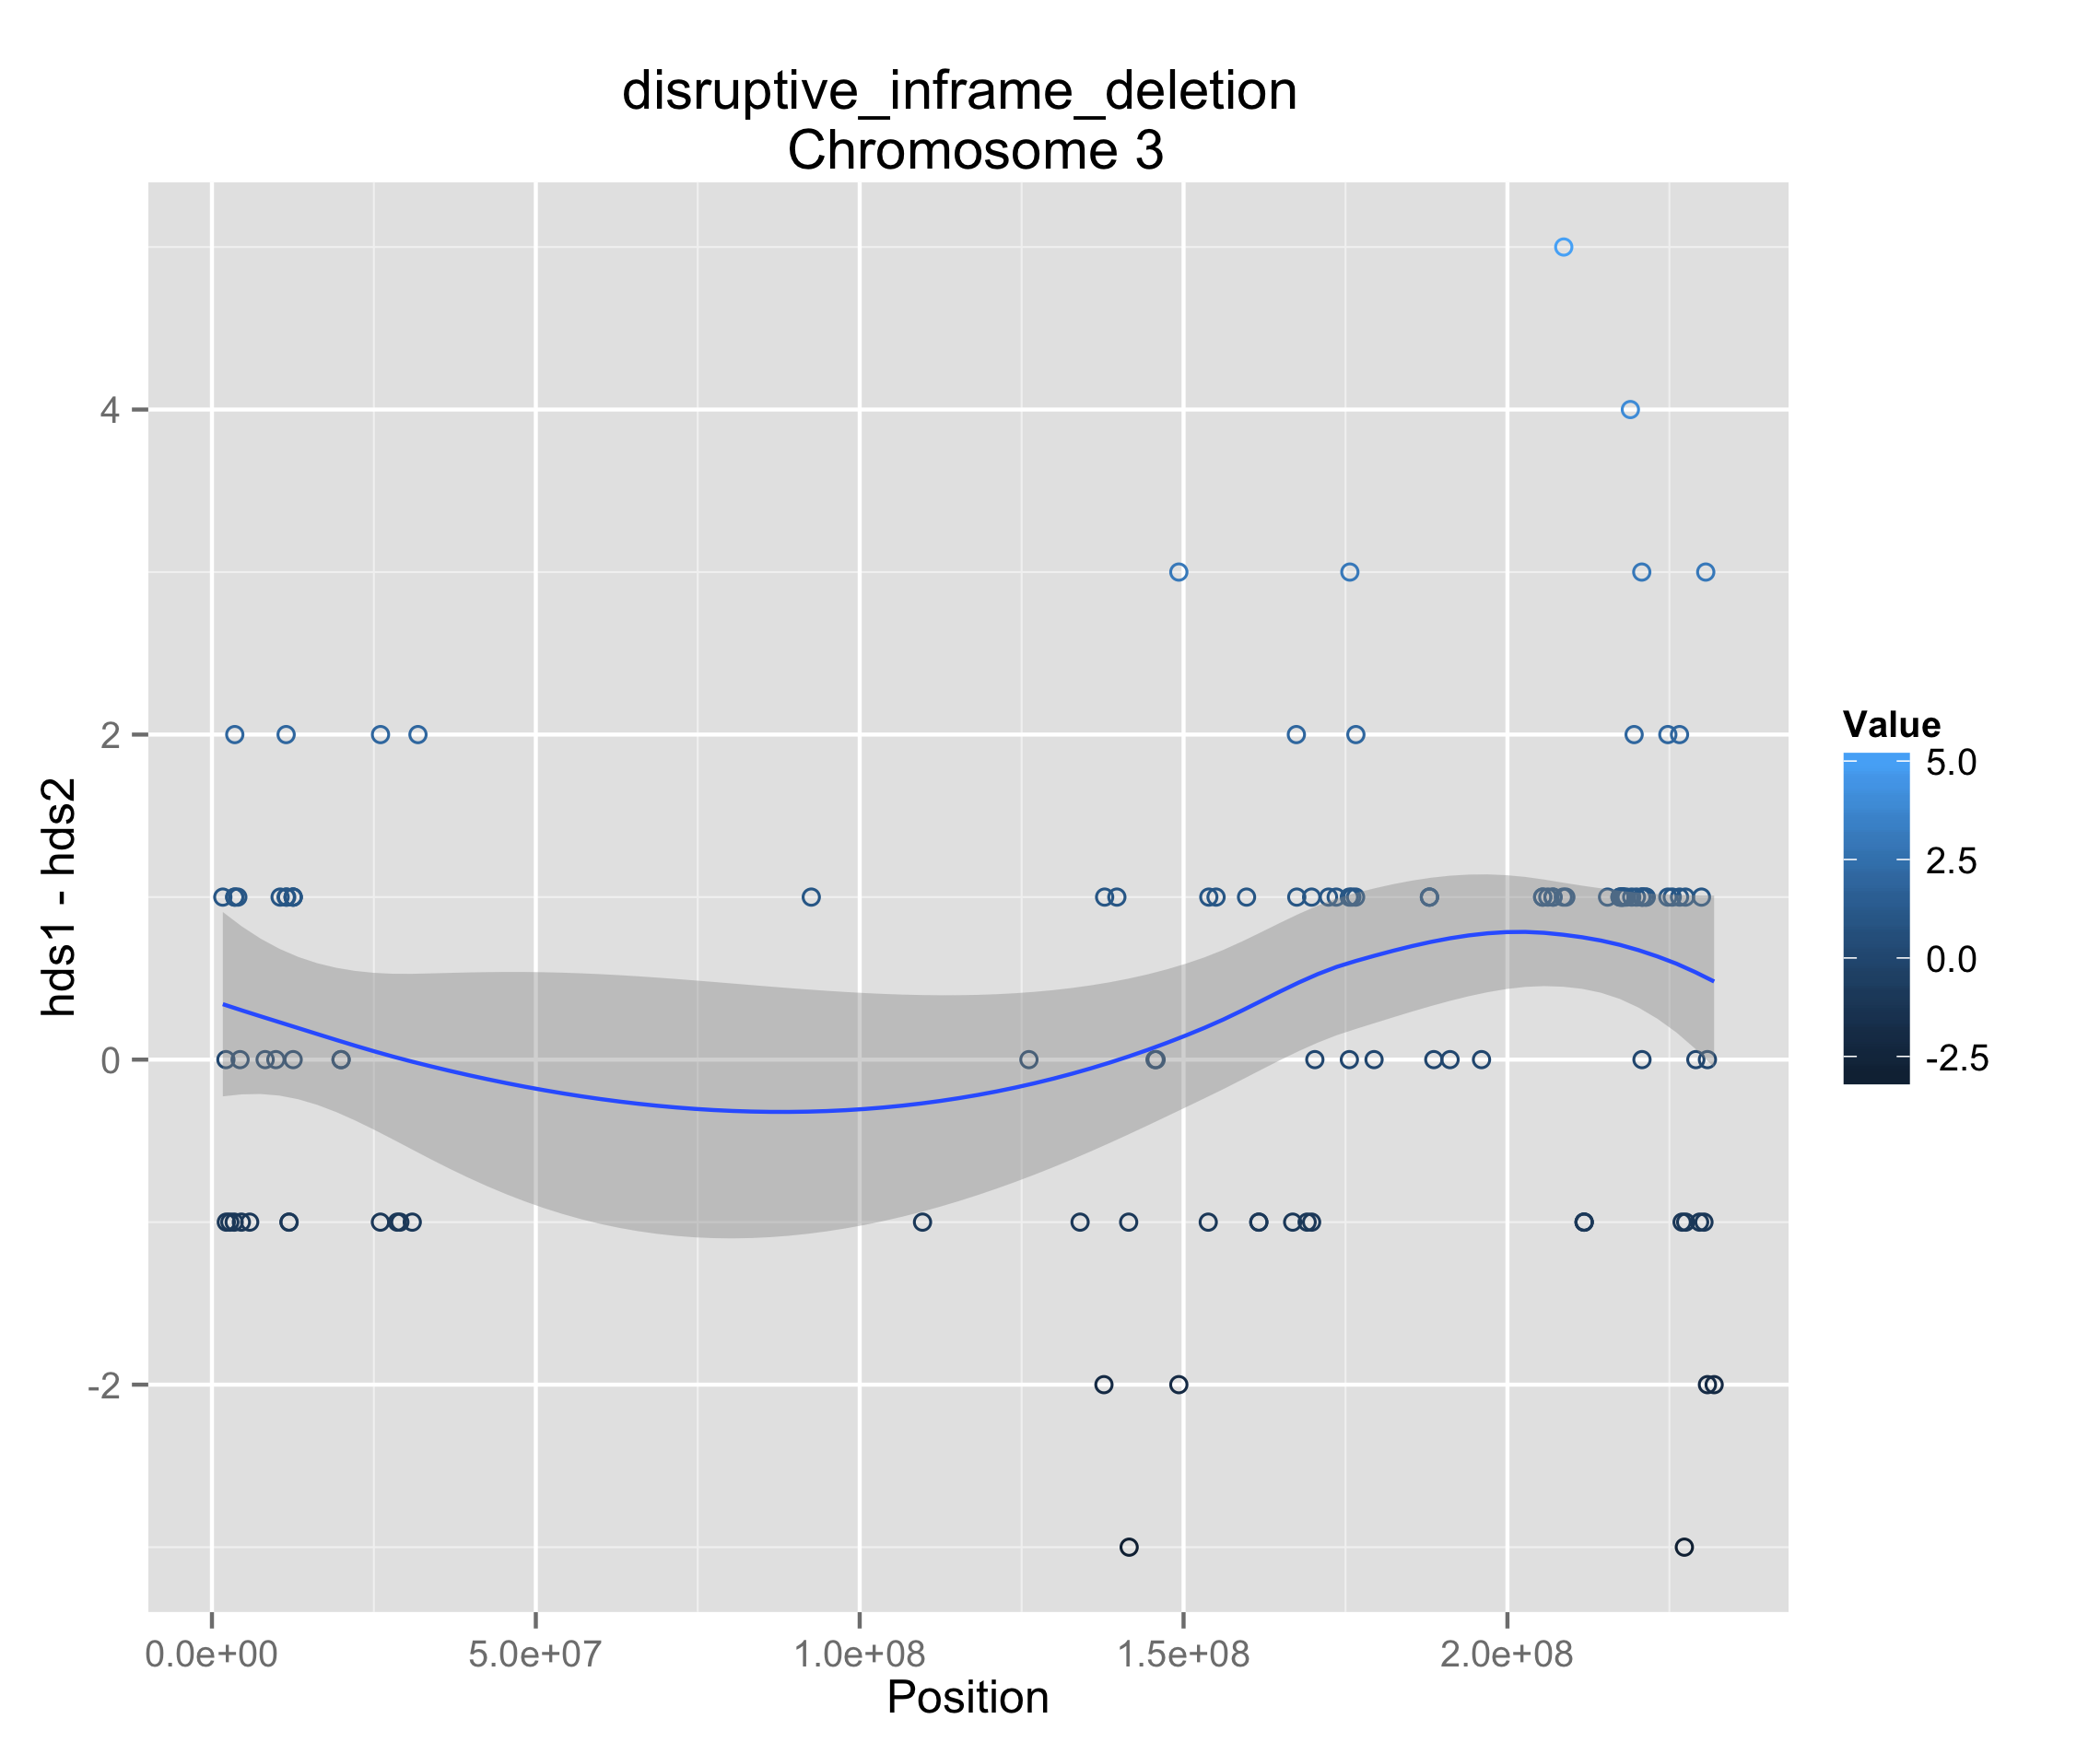 disruptive_inframe_deletion
Chromosome 3
hds1 - hds2
4
2
0
-2
0.0e+00
5.0e+07
1.0e+08
1.5e+08
2.0e+08
Position
Value
5.0
2.5
0.0
-2.5